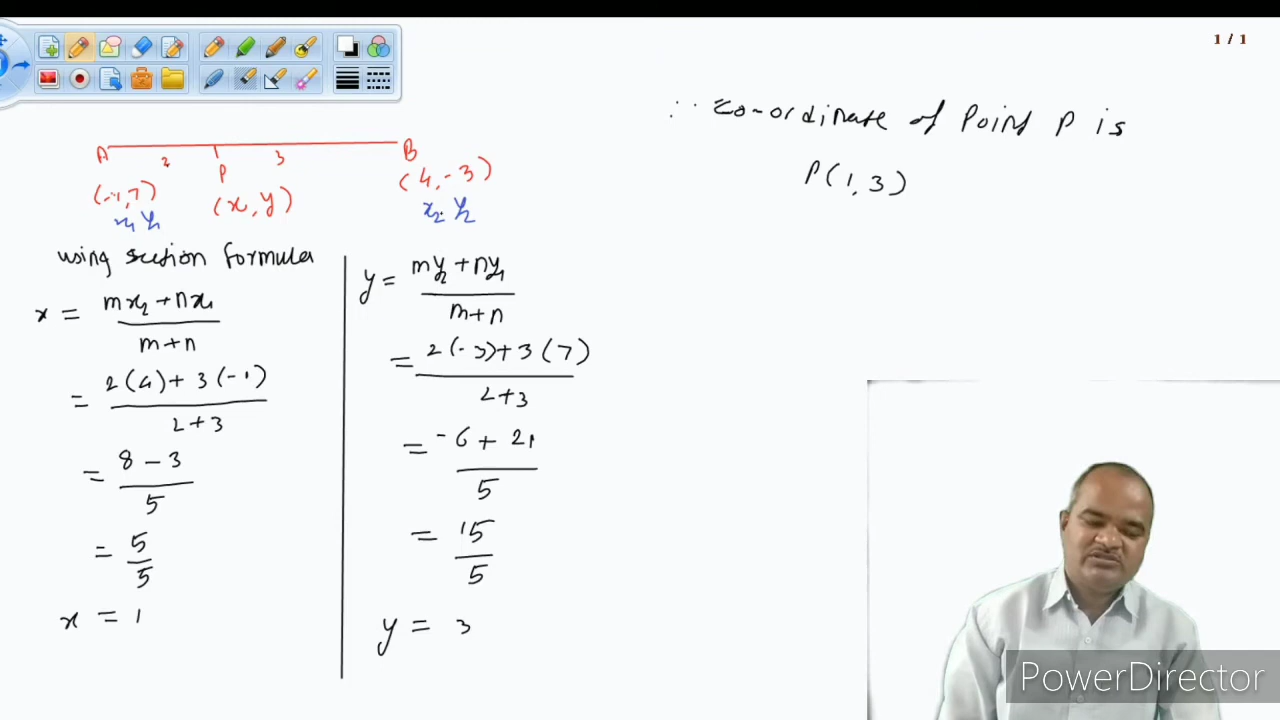 1 / 1
∴ co-ordinate of Point P is
P(1, 3)
A 2 P 3 B
(-1, 7) (x, y) (4, -3)
x₁ y₁ x₂ y₂
using section formula
x = mx₂ + nx₁ / m+n
= 2(4) + 3(-1) / 2+3
= 8 - 3 / 5
= 5 / 5
x = 1
y = my₂ + ny₁ / m+n
= 2(-3) + 3(7) / 2+3
= -6 + 21 / 5
= 15 / 5
y = 3
PowerDirector